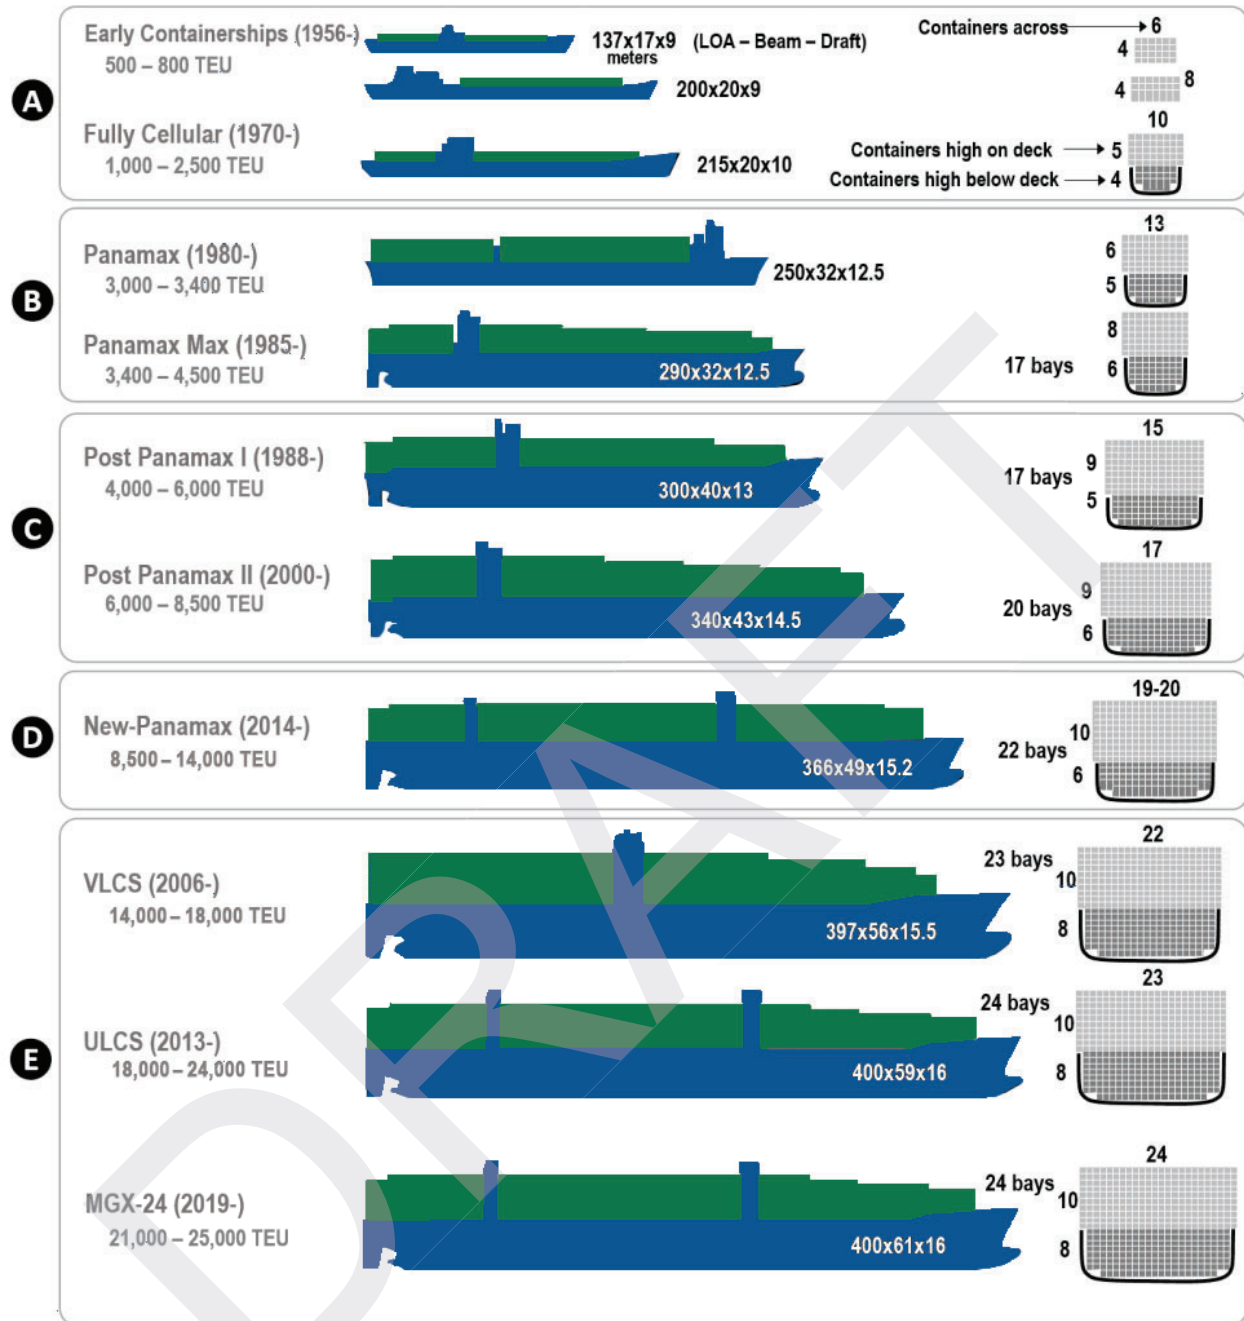 A
Early Containerships (1956-)
500 – 800 TEU
137x17x9 (LOA – Beam – Draft)
meters
200x20x9
Containers across 6
4
4 8
Fully Cellular (1970-)
1,000 – 2,500 TEU
215x20x10
10
Containers high on deck 5
Containers high below deck 4
B
Panamax (1980-)
3,000 – 3,400 TEU
250x32x12.5
13
6
5
Panamax Max (1985-)
3,400 – 4,500 TEU
290x32x12.5
17 bays
8
6
C
Post Panamax I (1988-)
4,000 – 6,000 TEU
300x40x13
17 bays
15
9
5
Post Panamax II (2000-)
6,000 – 8,500 TEU
340x43x14.5
20 bays
17
9
6
D
New-Panamax (2014-)
8,500 – 14,000 TEU
366x49x15.2
22 bays
19-20
10
6
E
VLCS (2006-)
14,000 – 18,000 TEU
397x56x15.5
23 bays
22
10
8
ULCS (2013-)
18,000 – 24,000 TEU
400x59x16
24 bays
23
10
8
MGX-24 (2019-)
21,000 – 25,000 TEU
400x61x16
24 bays
24
10
8
DRAFT